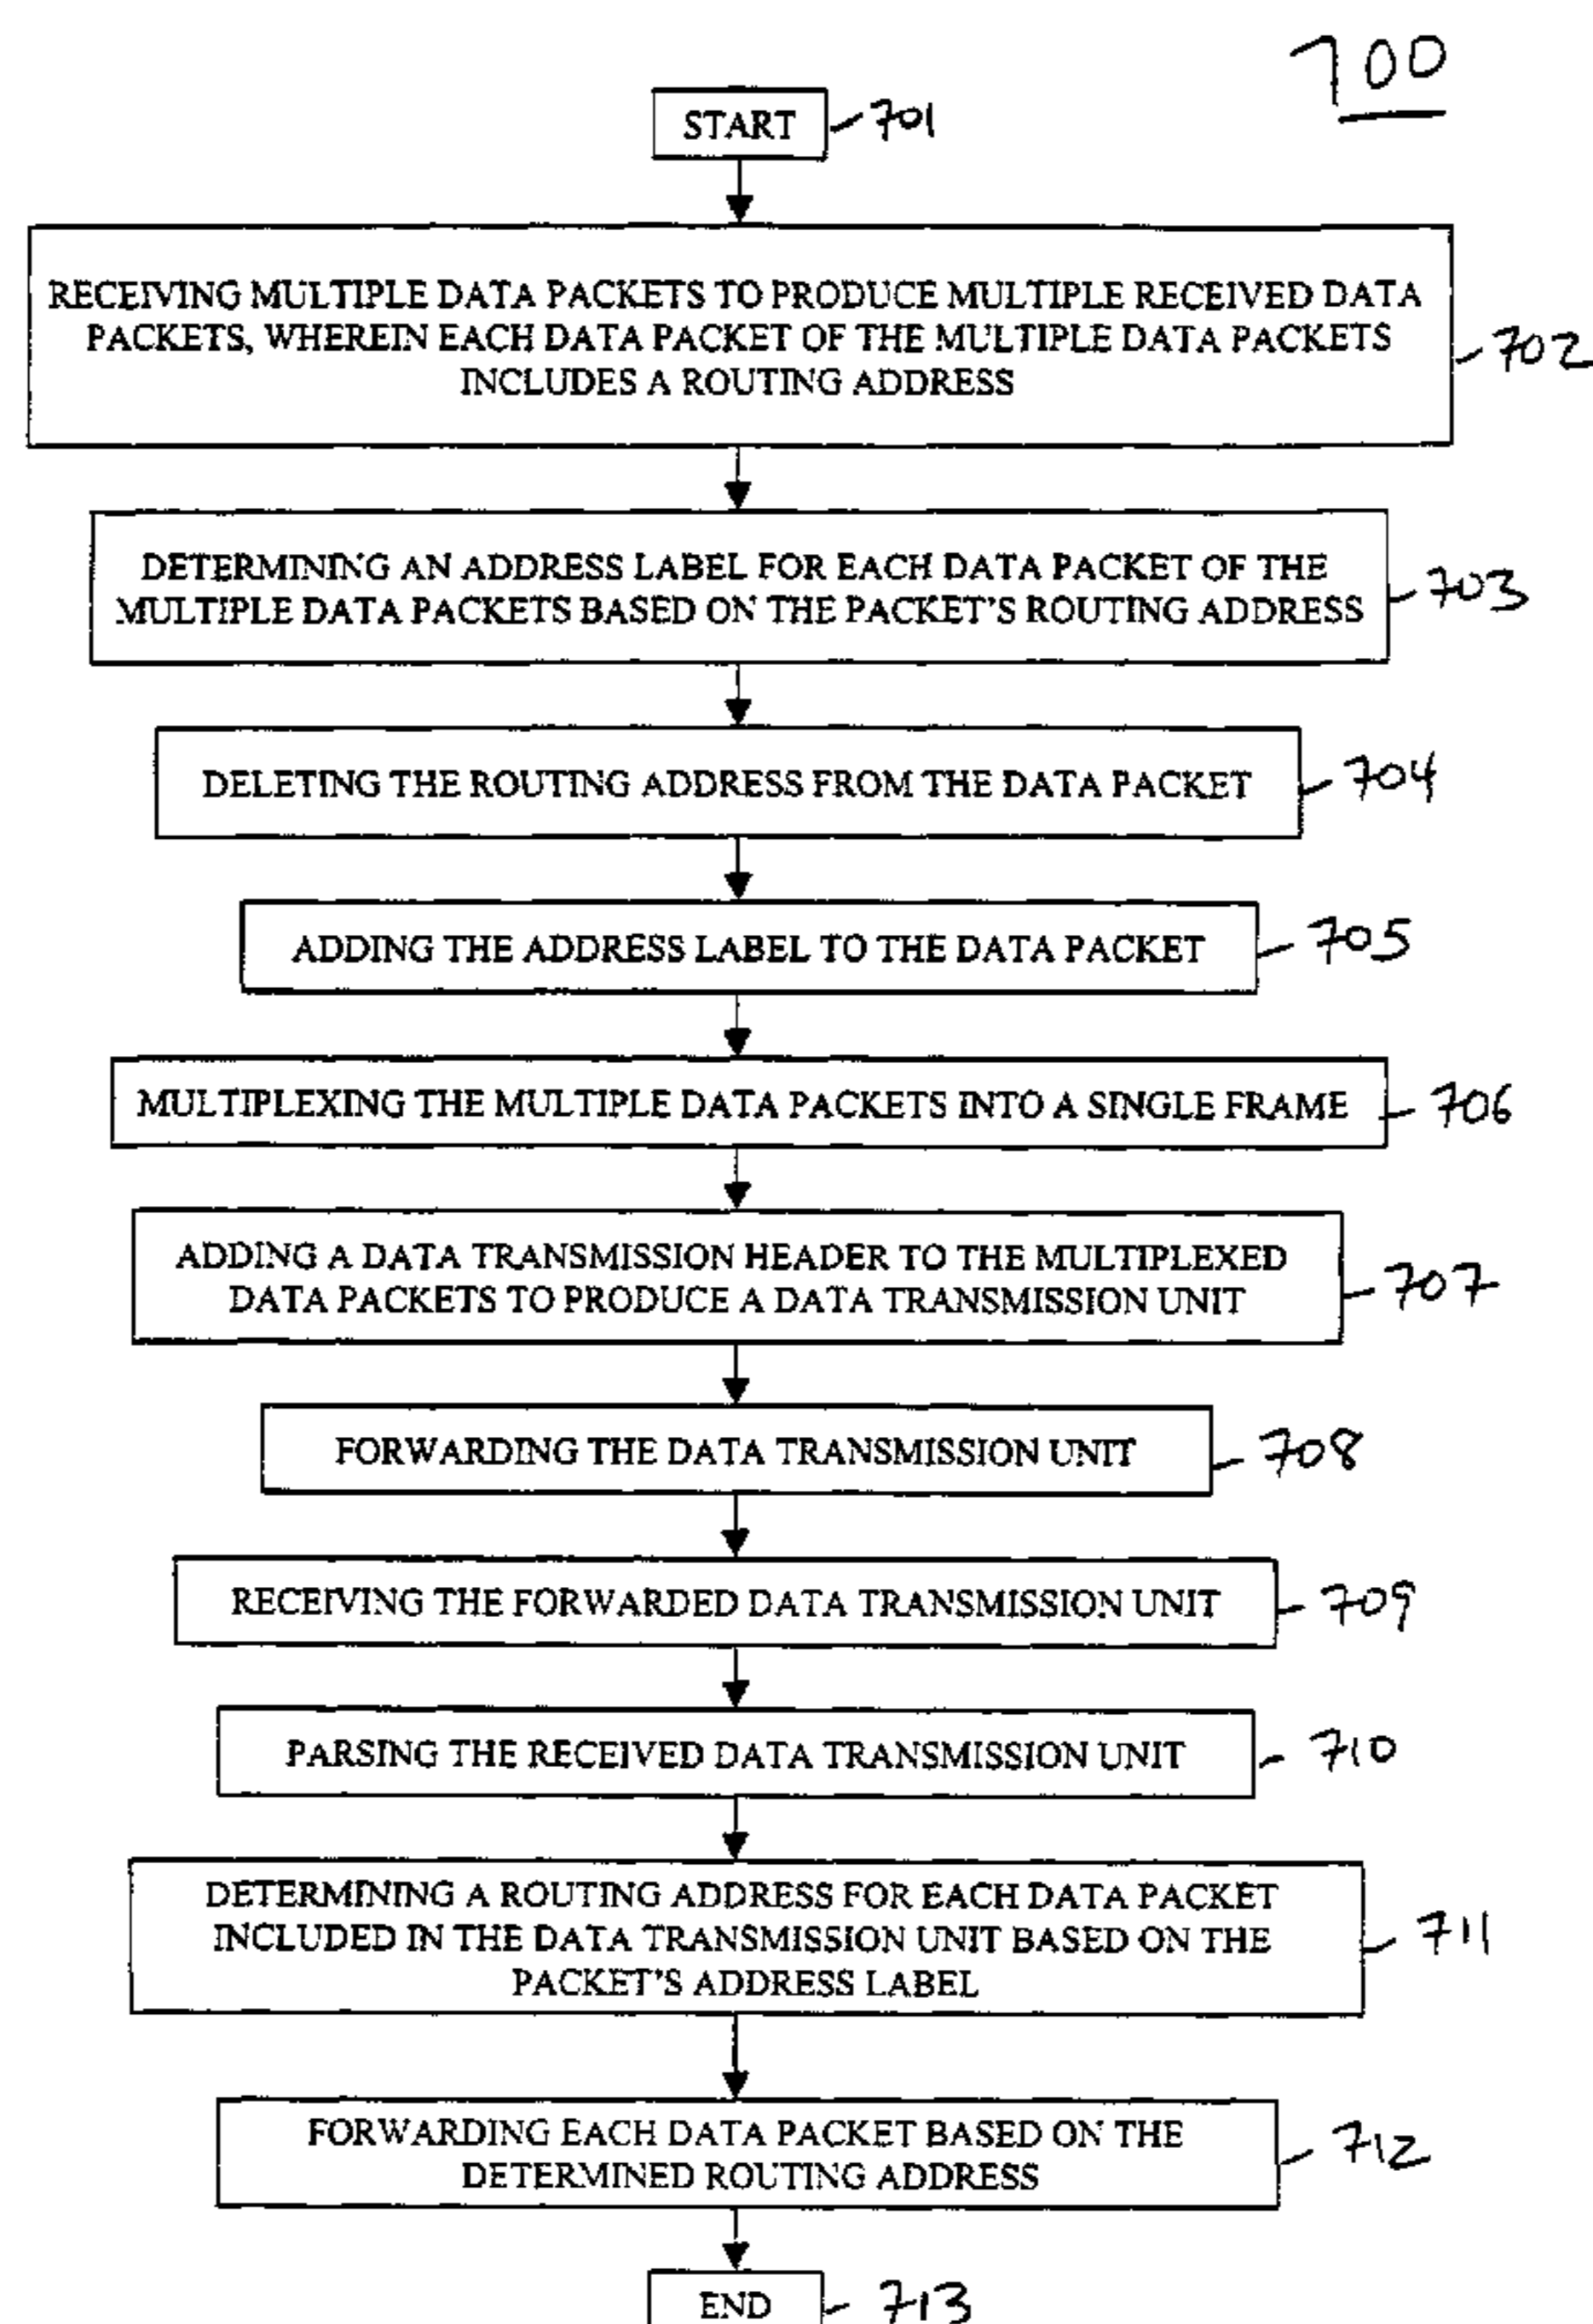 700
START 701
RECEIVING MULTIPLE DATA PACKETS TO PRODUCE MULTIPLE RECEIVED DATA
PACKETS, WHEREIN EACH DATA PACKET OF THE MULTIPLE DATA PACKETS
INCLUDES A ROUTING ADDRESS
702
DETERMINING AN ADDRESS LABEL FOR EACH DATA PACKET OF THE
MULTIPLE DATA PACKETS BASED ON THE PACKET'S ROUTING ADDRESS
703
DELETING THE ROUTING ADDRESS FROM THE DATA PACKET 704
ADDING THE ADDRESS LABEL TO THE DATA PACKET 705
MULTIPLEXING THE MULTIPLE DATA PACKETS INTO A SINGLE FRAME 706
ADDING A DATA TRANSMISSION HEADER TO THE MULTIPLEXED
DATA PACKETS TO PRODUCE A DATA TRANSMISSION UNIT
707
FORWARDING THE DATA TRANSMISSION UNIT 708
RECEIVING THE FORWARDED DATA TRANSMISSION UNIT 709
PARSING THE RECEIVED DATA TRANSMISSION UNIT 710
DETERMINING A ROUTING ADDRESS FOR EACH DATA PACKET
INCLUDED IN THE DATA TRANSMISSION UNIT BASED ON THE
PACKET'S ADDRESS LABEL
711
FORWARDING EACH DATA PACKET BASED ON THE
DETERMINED ROUTING ADDRESS
712
END 713